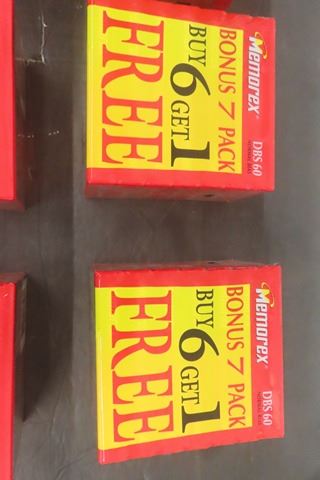 Memorex
DBS 60
BONUS 7 PACK
BUY 6 GET 1
FREE
Memorex
DBS 60
BONUS 7 PACK
BUY 6 GET 1
FREE